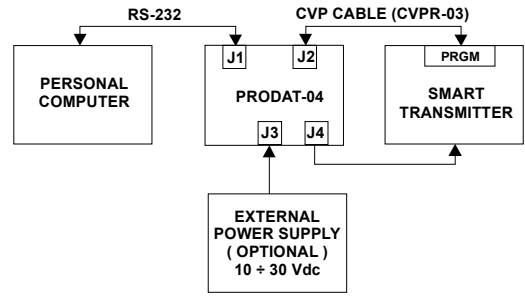 RS-232
CVP CABLE (CVPR-03)
J1
J2
PRGM
PERSONAL
COMPUTER
PRODAT-04
SMART
TRANSMITTER
J3
J4
EXTERNAL
POWER SUPPLY
( OPTIONAL )
10 ÷ 30 Vdc